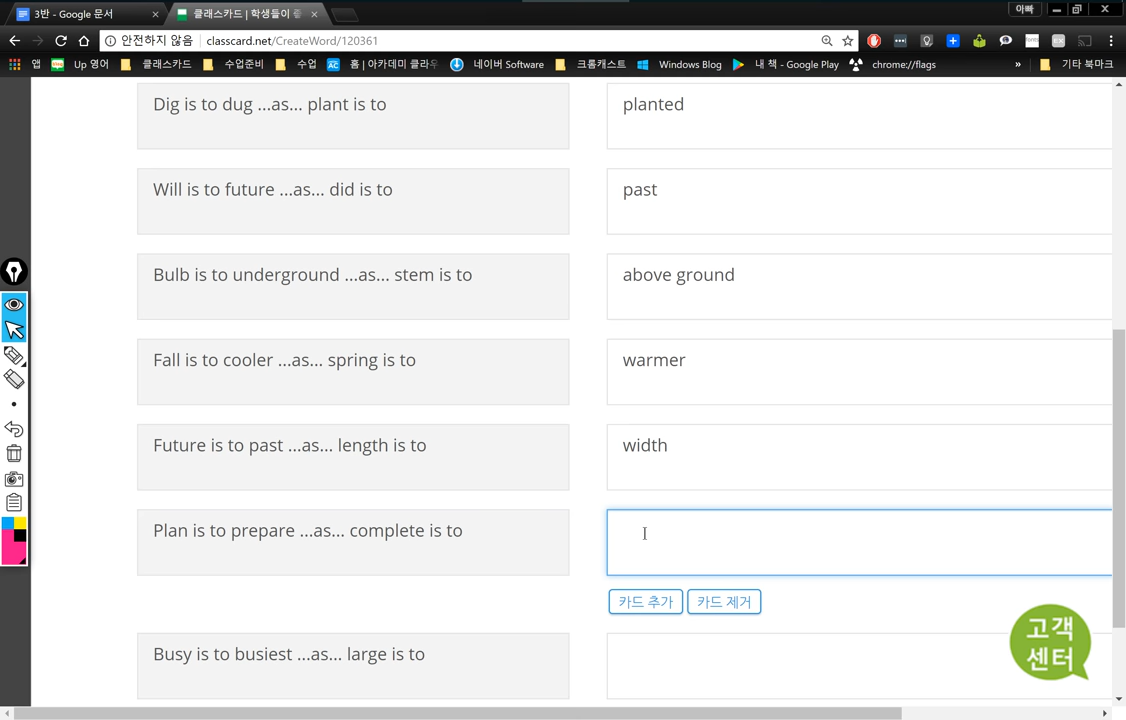 3반 - Google 문서
클래스카드 | 학생들이 좋
아빠
안전하지 않음 classcard.net/CreateWord/120361
앱 Up 영어 클래스카드 수업준비 수업 홈 | 아카데미 클라우 네이버 Software 크롬캐스트 Windows Blog 내 책 - Google Play chrome://flags » 기타 북마크
Dig is to dug ...as... plant is to
planted
Will is to future ...as... did is to
past
Bulb is to underground ...as... stem is to
above ground
Fall is to cooler ...as... spring is to
warmer
Future is to past ...as... length is to
width
Plan is to prepare ...as... complete is to
카드 추가 카드 제거
Busy is to busiest ...as... large is to
고객
센터